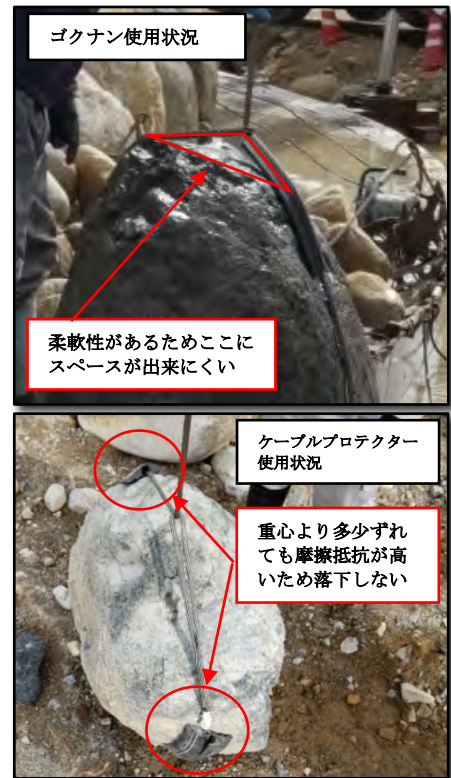 ゴクナン使用状況
柔軟性があるためここに
スペースが出来にくい
ケーブルプロテクター
使用状況
重心より多少ずれ
ても摩擦抵抗が高
いため落下しない